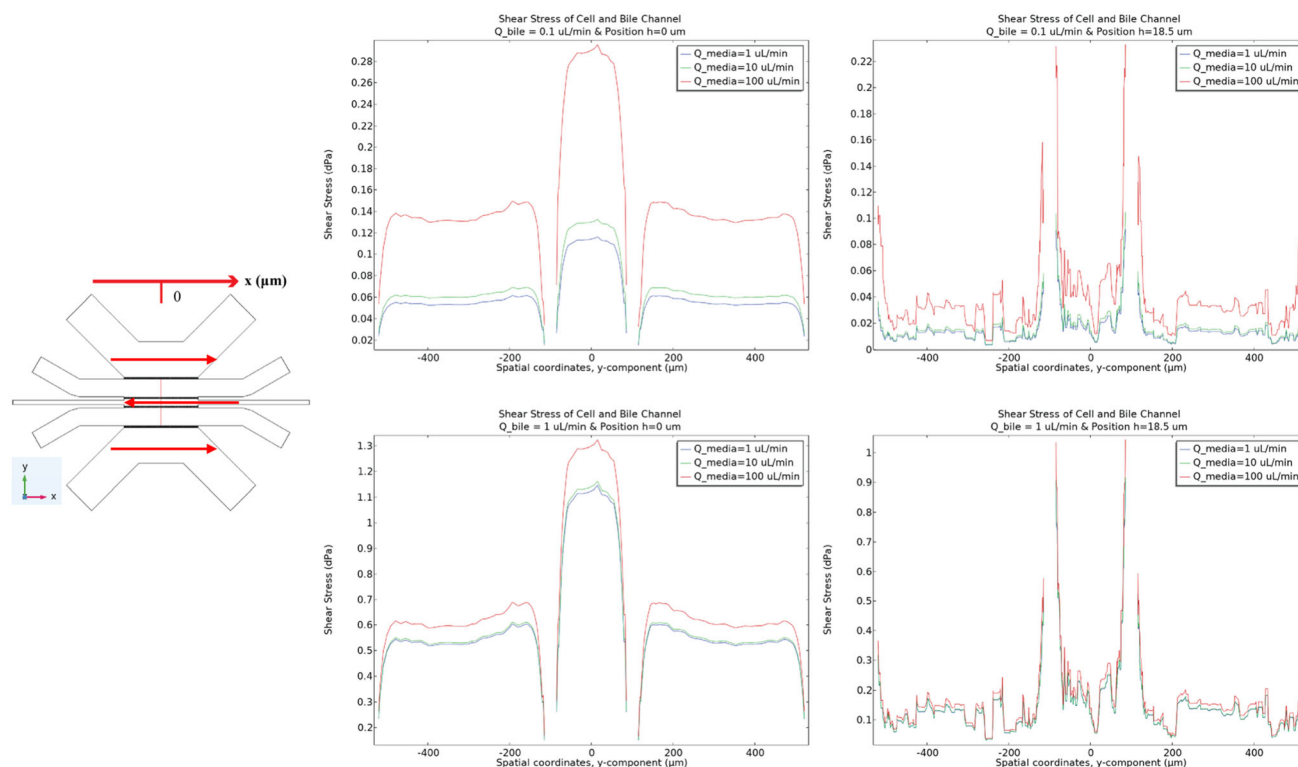 x (μm)
0
y
x
Shear Stress of Cell and Bile Channel
Q_bile = 0.1 uL/min & Position h=0 um
Q_media=1 uL/min
Q_media=10 uL/min
Q_media=100 uL/min
Shear Stress (dPa)
0.28
0.26
0.24
0.22
0.2
0.18
0.16
0.14
0.12
0.1
0.08
0.06
0.04
0.02
-400
-200
0
200
400
Spatial coordinates, y-component (μm)
Shear Stress of Cell and Bile Channel
Q_bile = 0.1 uL/min & Position h=18.5 um
Q_media=1 uL/min
Q_media=10 uL/min
Q_media=100 uL/min
Shear Stress (dPa)
0.22
0.2
0.18
0.16
0.14
0.12
0.1
0.08
0.06
0.04
0.02
0
-400
-200
0
200
400
Spatial coordinates, y-component (μm)
Shear Stress of Cell and Bile Channel
Q_bile = 1 uL/min & Position h=0 um
Q_media=1 uL/min
Q_media=10 uL/min
Q_media=100 uL/min
Shear Stress (dPa)
1.3
1.2
1.1
1
0.9
0.8
0.7
0.6
0.5
0.4
0.3
0.2
-400
-200
0
200
400
Spatial coordinates, y-component (μm)
Shear Stress of Cell and Bile Channel
Q_bile = 1 uL/min & Position h=18.5 um
Q_media=1 uL/min
Q_media=10 uL/min
Q_media=100 uL/min
Shear Stress (dPa)
1
0.9
0.8
0.7
0.6
0.5
0.4
0.3
0.2
0.1
-400
-200
0
200
400
Spatial coordinates, y-component (μm)